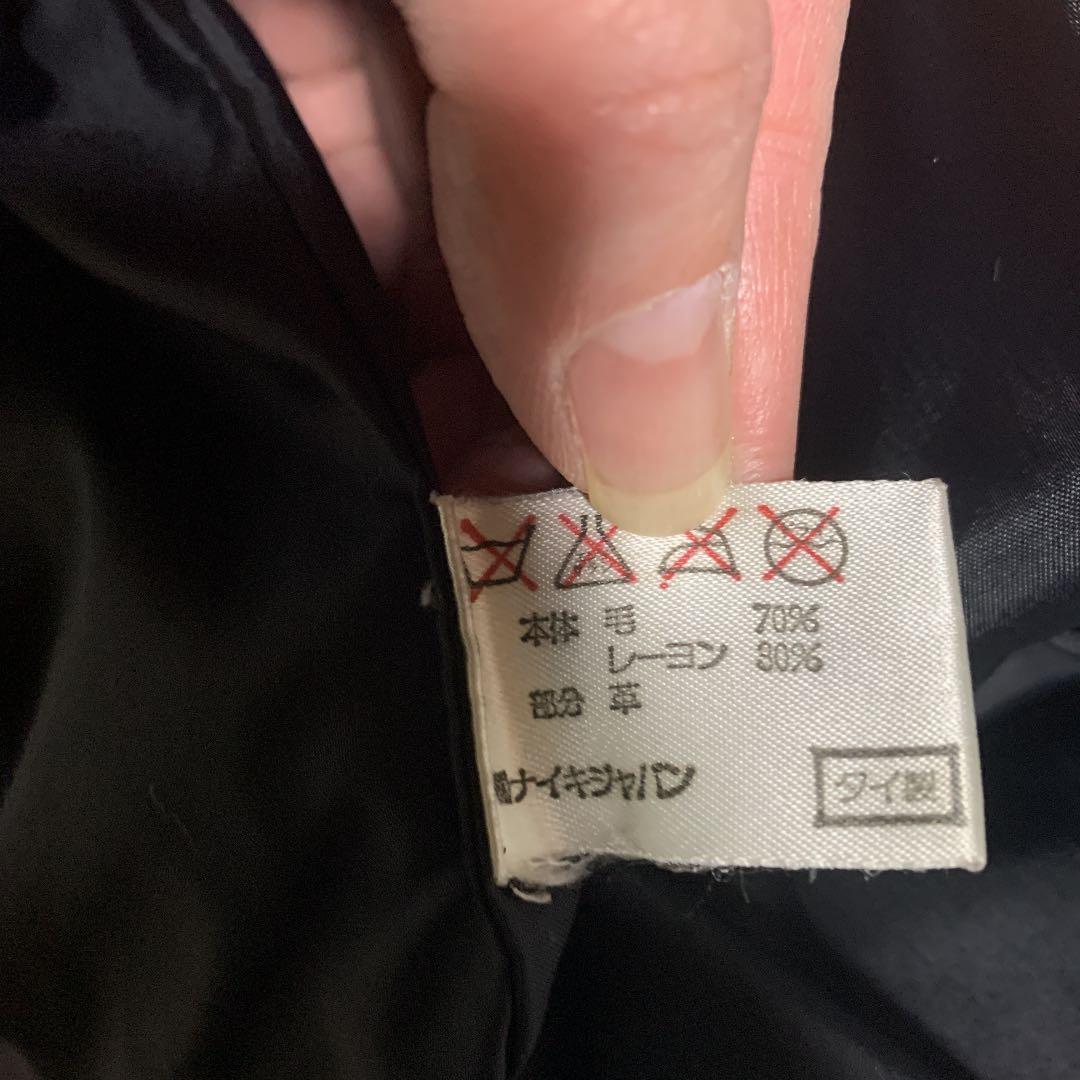 本体 毛 70%
レーヨン 30%
部分 革
㈱ナイキジャパン
タイ製